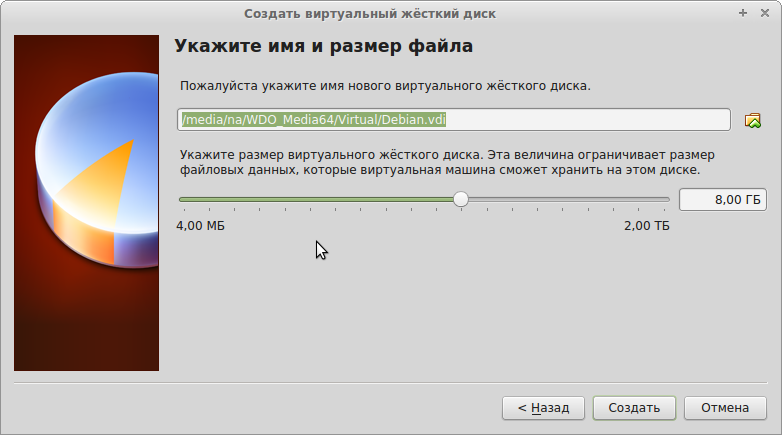 Создать виртуальный жёсткий диск
Укажите имя и размер файла
Пожалуйста укажите имя нового виртуального жёсткого диска.
/media/na/WDO_Media64/Virtual/Debian.vdi
Укажите размер виртуального жёсткого диска. Эта величина ограничивает размер
файловых данных, которые виртуальная машина сможет хранить на этом диске.
8,00 ГБ
4,00 МБ 2,00 ТБ
< Назад Создать Отмена